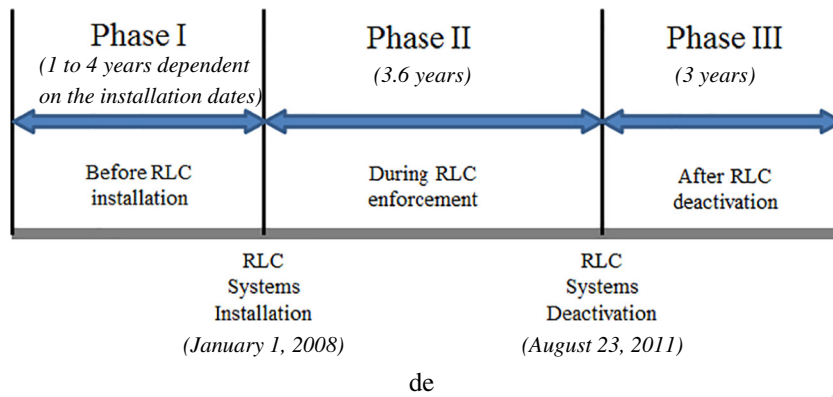 Phase I
(1 to 4 years dependent
on the installation dates)
Phase II
(3.6 years)
Phase III
(3 years)
Before RLC
installation
During RLC
enforcement
After RLC
deactivation
RLC
Systems
Installation
(January 1, 2008)
RLC
Systems
Deactivation
(August 23, 2011)
de